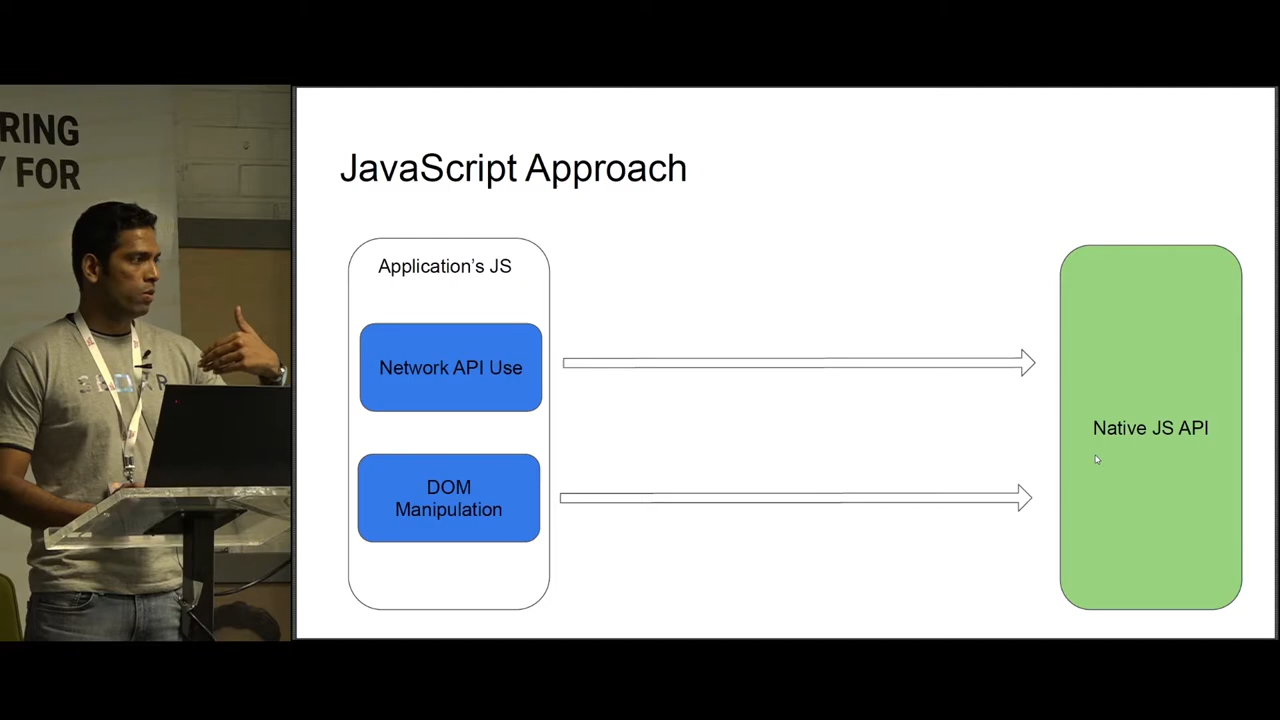 RING
Y FOR
JavaScript Approach
Application's JS
Network API Use
DOM
Manipulation
Native JS API